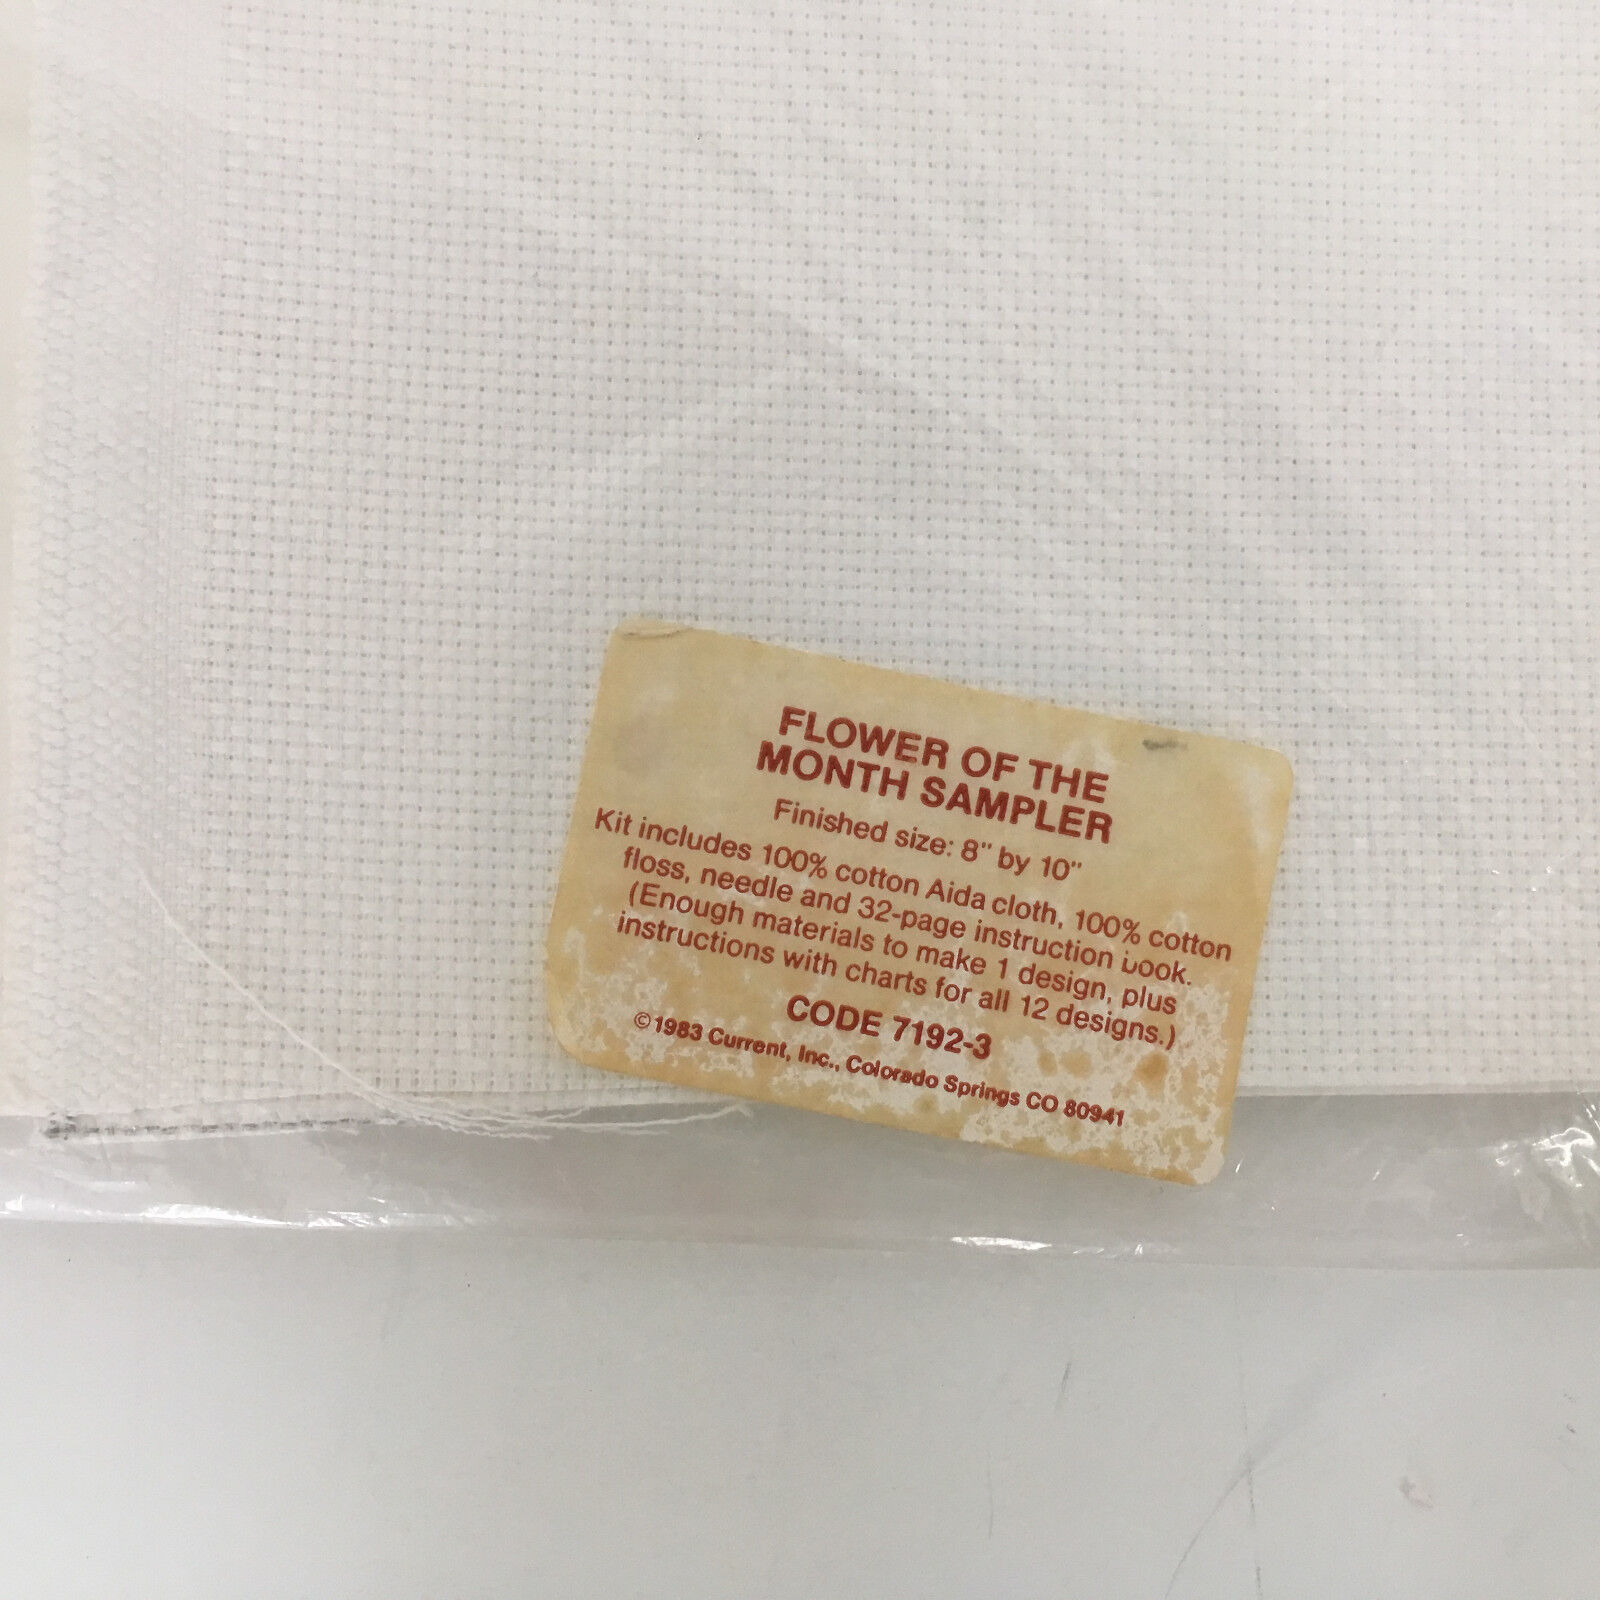 FLOWER OF THE
MONTH SAMPLER
Finished size: 8" by 10"
Kit includes 100% cotton Aida cloth, 100% cotton
floss, needle and 32-page instruction book.
(Enough materials to make 1 design, plus
instructions with charts for all 12 designs.)
CODE 7192-3
©1983 Current, Inc., Colorado Springs CO 80941